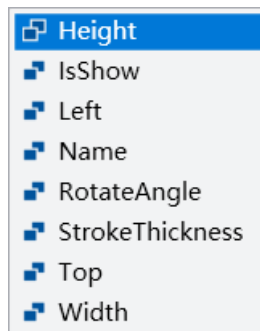 Height
IsShow
Left
Name
RotateAngle
StrokeThickness
Top
Width